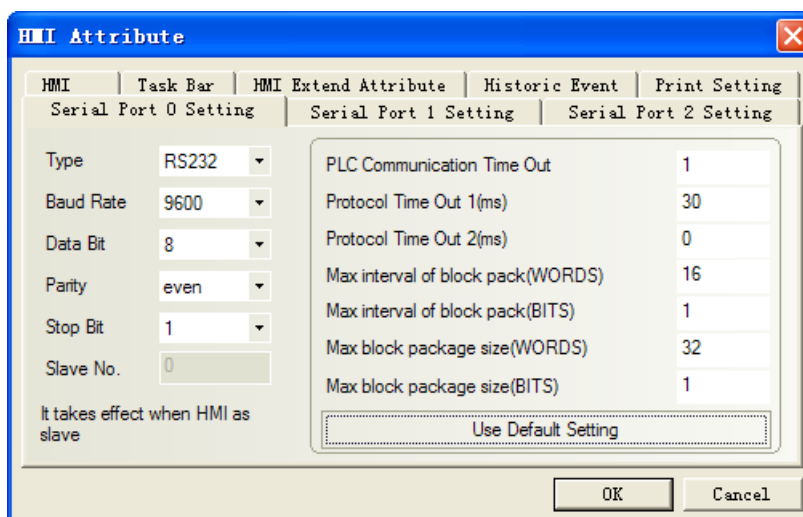 HMI Attribute
HMI
Task Bar
HMI Extend Attribute
Historic Event
Print Setting
Serial Port 0 Setting
Serial Port 1 Setting
Serial Port 2 Setting
Type
RS232
Baud Rate
9600
Data Bit
8
Parity
even
Stop Bit
1
Slave No.
0
It takes effect when HMI as
slave
PLC Communication Time Out
1
Protocol Time Out 1(ms)
30
Protocol Time Out 2(ms)
0
Max interval of block pack(WORDS)
16
Max interval of block pack(BITS)
1
Max block package size(WORDS)
32
Max block package size(BITS)
1
Use Default Setting
OK
Cancel